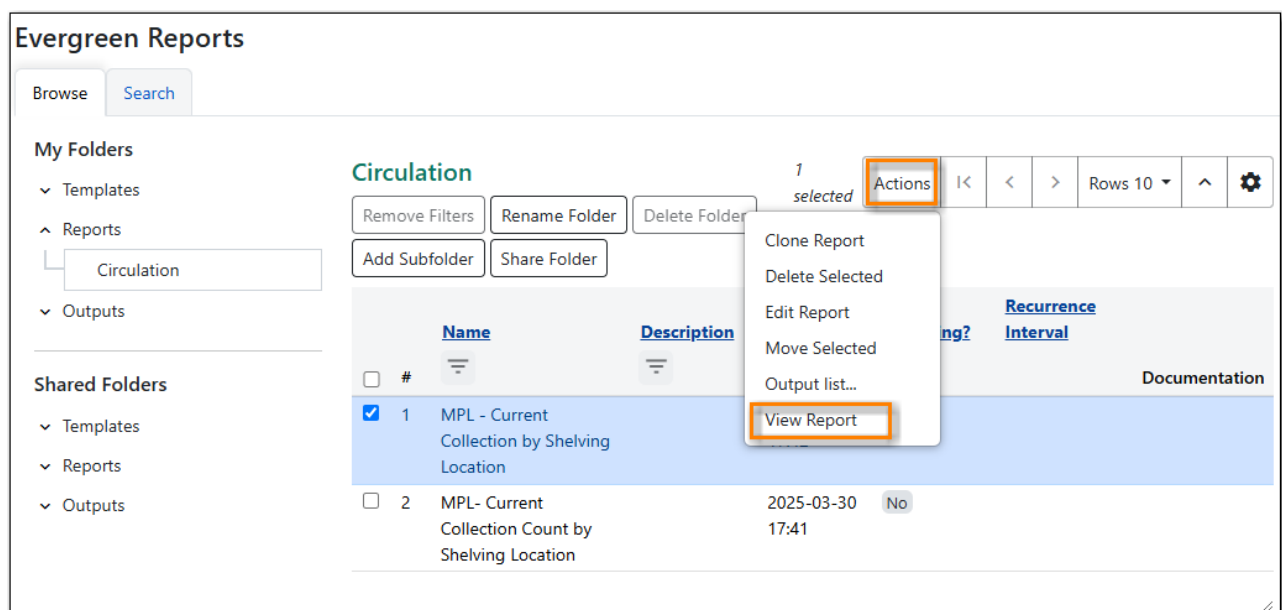 Evergreen Reports
Browse
Search
My Folders
Templates
Reports
Circulation
Outputs
Shared Folders
Templates
Reports
Outputs
Circulation
1
selected
Actions
Rows 10
Remove Filters
Rename Folder
Delete Folder
Add Subfolder
Share Folder
Clone Report
Delete Selected
Edit Report
Move Selected
Output list...
View Report
Name
Description
ng?
Recurrence
Interval
#
Documentation
1
MPL - Current
Collection by Shelving
Location
2
MPL- Current
Collection Count by
Shelving Location
2025-03-30
17:41
No